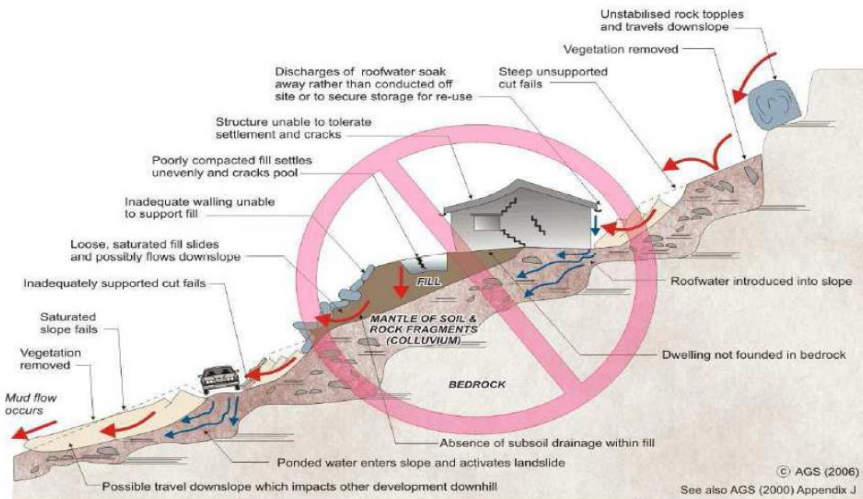 Unstabilised rock topples
and travels downslope
Vegetation removed
Discharges of roofwater soak
away rather than conducted off
site or to secure storage for re-use
Steep unsupported
cut fails
Structure unable to tolerate
settlement and cracks
Poorly compacted fill settles
unevenly and cracks pool
Inadequate walling unable
to support fill
Loose, saturated fill slides
and possibly flows downslope
Inadequately supported cut fails
Saturated
slope fails
Vegetation
removed
Mud flow
occurs
FILL
MANTLE OF SOIL &
ROCK FRAGMENTS
(COLLUVIUM)
BEDROCK
Roofwater introduced into slope
Dwelling not founded in bedrock
Absence of subsoil drainage within fill
Ponded water enters slope and activates landslide
Possible travel downslope which impacts other development downhill
© AGS (2006)
See also AGS (2000) Appendix J